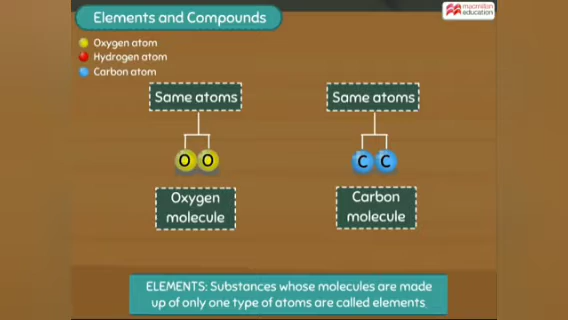 Elements and Compounds
macmillan
education
Oxygen atom
Hydrogen atom
Carbon atom
Same atoms
Same atoms
O O
C C
Oxygen
molecule
Carbon
molecule
ELEMENTS: Substances whose molecules are made
up of only one type of atoms are called elements